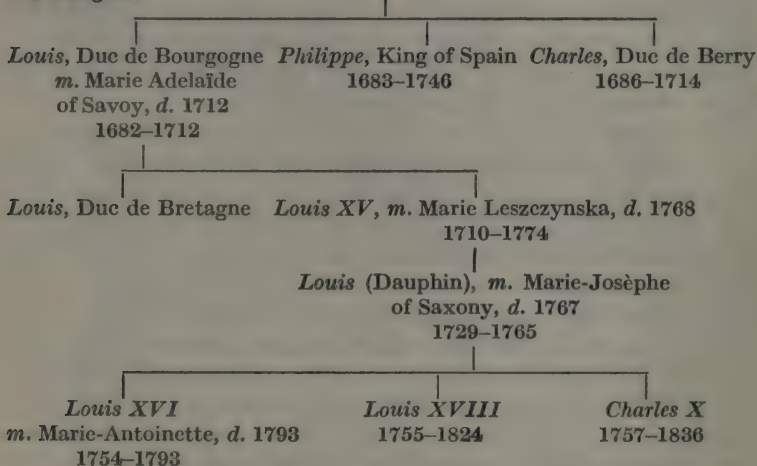 Louis, Duc de Bourgogne Philippe, King of Spain Charles, Duc de Berry
m. Marie Adelaïde 1683–1746 1686–1714
of Savoy, d. 1712
1682–1712
Louis, Duc de Bretagne Louis XV, m. Marie Leszczynska, d. 1768
1710–1774
Louis (Dauphin), m. Marie-Josèphe
of Saxony, d. 1767
1729–1765
Louis XVI Louis XVIII Charles X
m. Marie-Antoinette, d. 1793 1755–1824 1757–1836
1754–1793